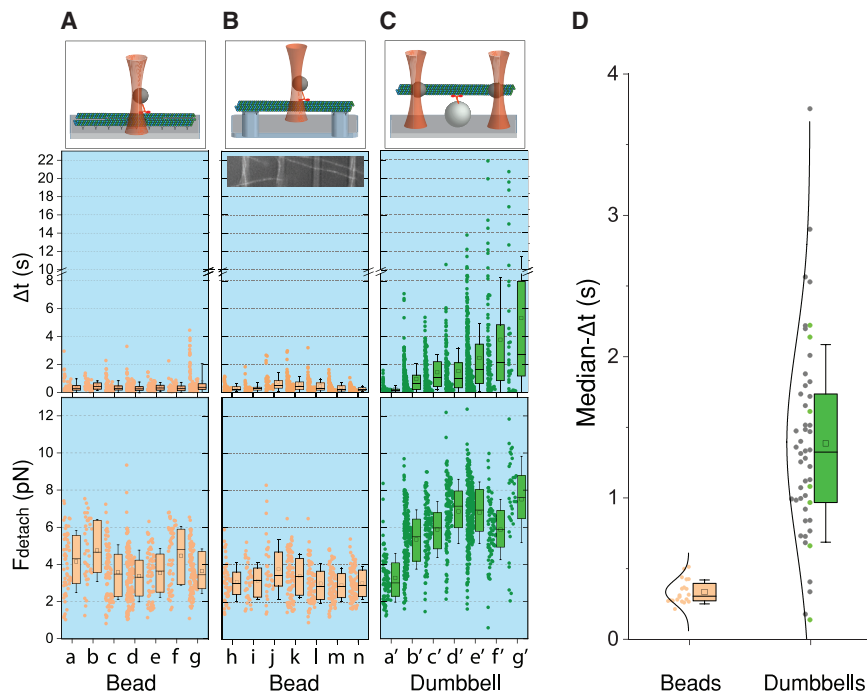 A
B
C
D
22
20
18
16
14
12
10
8
6
4
2
0
Δt (s)
12
10
8
6
4
2
0
Fdetach (pN)
a b c d e f g
Bead
h i j k l m n
Bead
a' b' c' d' e' f' g'
Dumbbell
4
3
2
1
0
Median-Δt (s)
Beads
Dumbbells